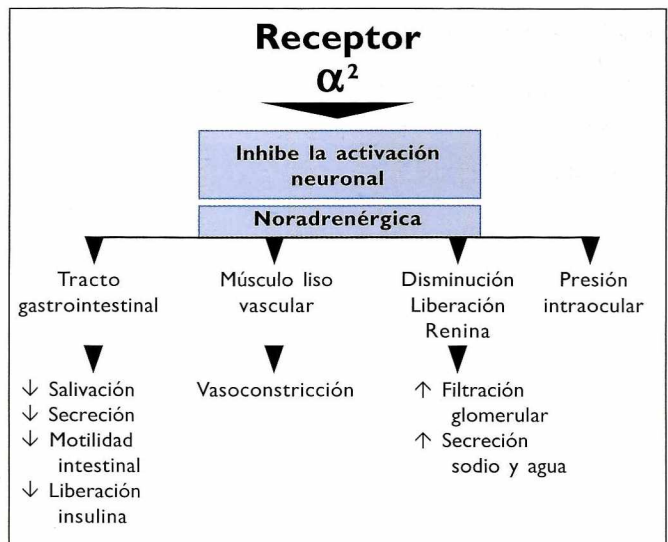 Receptor
α²
Inhibe la activación
neuronal
Noradrenérgica
Tracto
gastrointestinal
Músculo liso
vascular
Disminución
Liberación
Renina
Presión
intraocular
↓ Salivación
↓ Secreción
↓ Motilidad
intestinal
↓ Liberación
insulina
Vasoconstricción
↑ Filtración
glomerular
↑ Secreción
sodio y agua